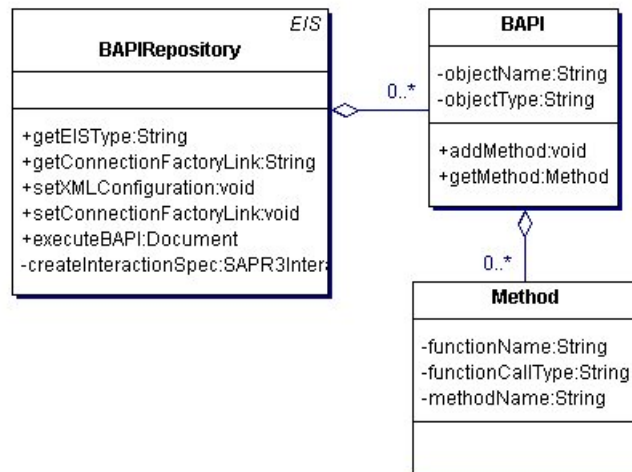 EIS
BAPIRepository
+getEISType:String
+getConnectionFactoryLink:String
+setXMLConfiguration:void
+setConnectionFactoryLink:void
+executeBAPI:Document
-createInteractionSpec:SAPR3Intera
0..*
BAPI
-objectName:String
-objectType:String
+addMethod:void
+getMethod:Method
0..*
Method
-functionName:String
-functionCallType:String
-methodName:String